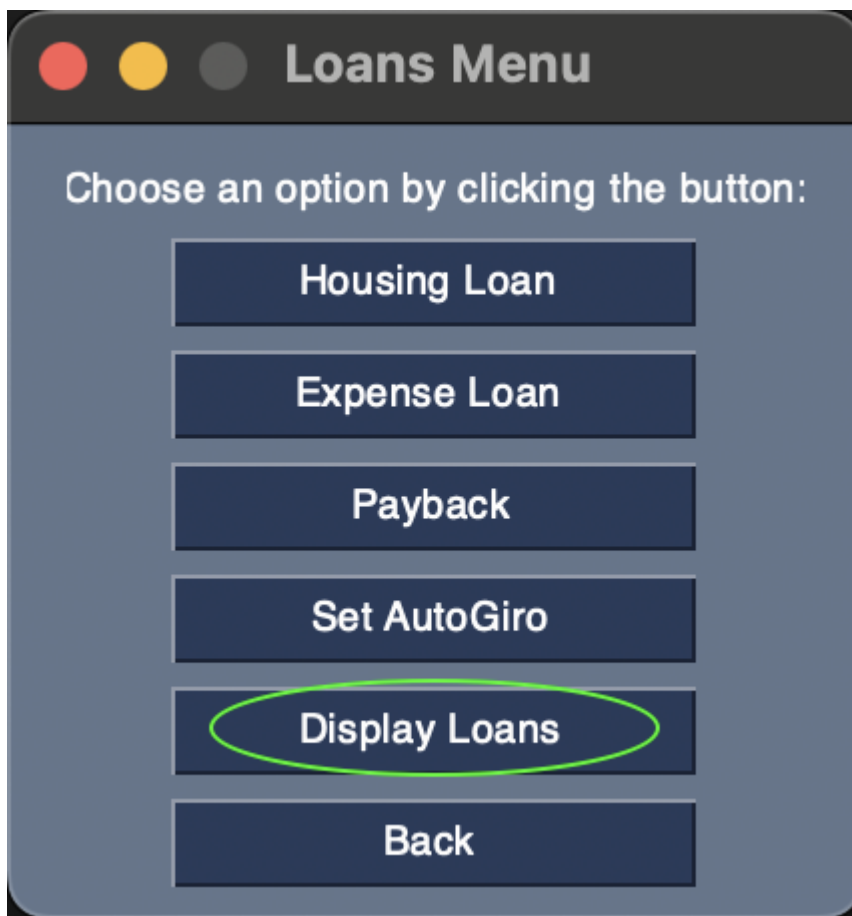 Loans Menu
Choose an option by clicking the button:
Housing Loan
Expense Loan
Payback
Set AutoGiro
Display Loans
Back